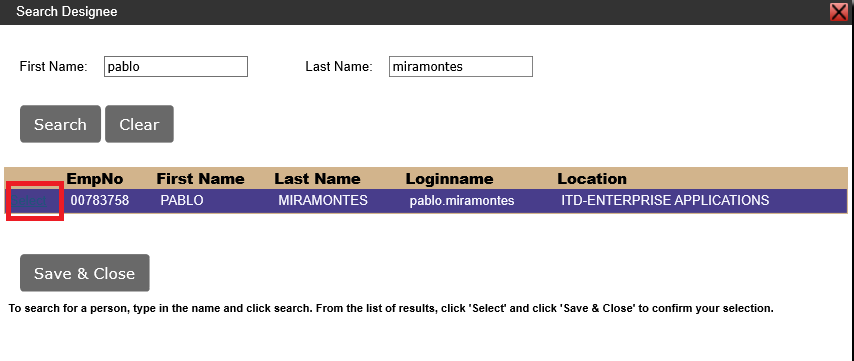 Search Designee
First Name: pablo Last Name: miramontes
Search Clear
EmpNo First Name Last Name Loginname Location
00783758 PABLO MIRAMONTES pablo.miramontes ITD-ENTERPRISE APPLICATIONS
Save & Close
To search for a person, type in the name and click search. From the list of results, click 'Select' and click 'Save & Close' to confirm your selection.